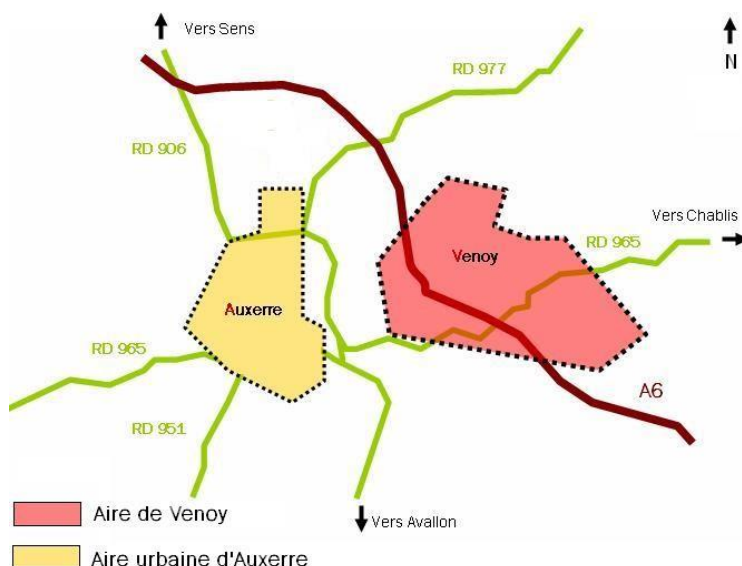 Vers Sens
RD 977
N
RD 906
Vers Chablis
RD 965
Venoy
Auxerre
RD 965
A6
RD 951
Aire de Venoy
Vers Avallon
Aire urbaine d'Auxerre